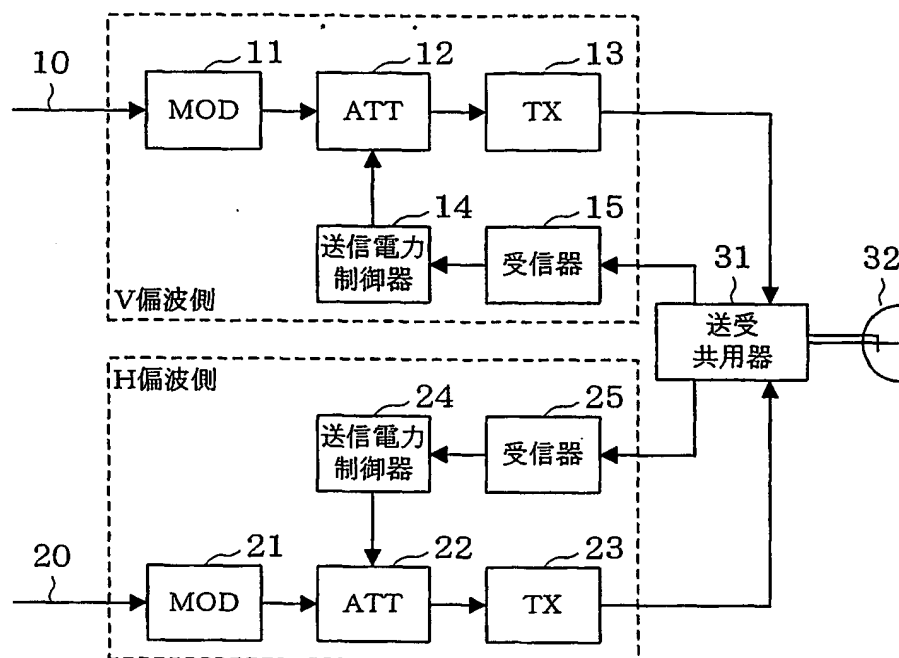 10
11
MOD
12
ATT
13
TX
14
送信電力
制御器
15
受信器
V偏波側
31
送受
共用器
32
H偏波側
24
送信電力
制御器
25
受信器
20
21
MOD
22
ATT
23
TX